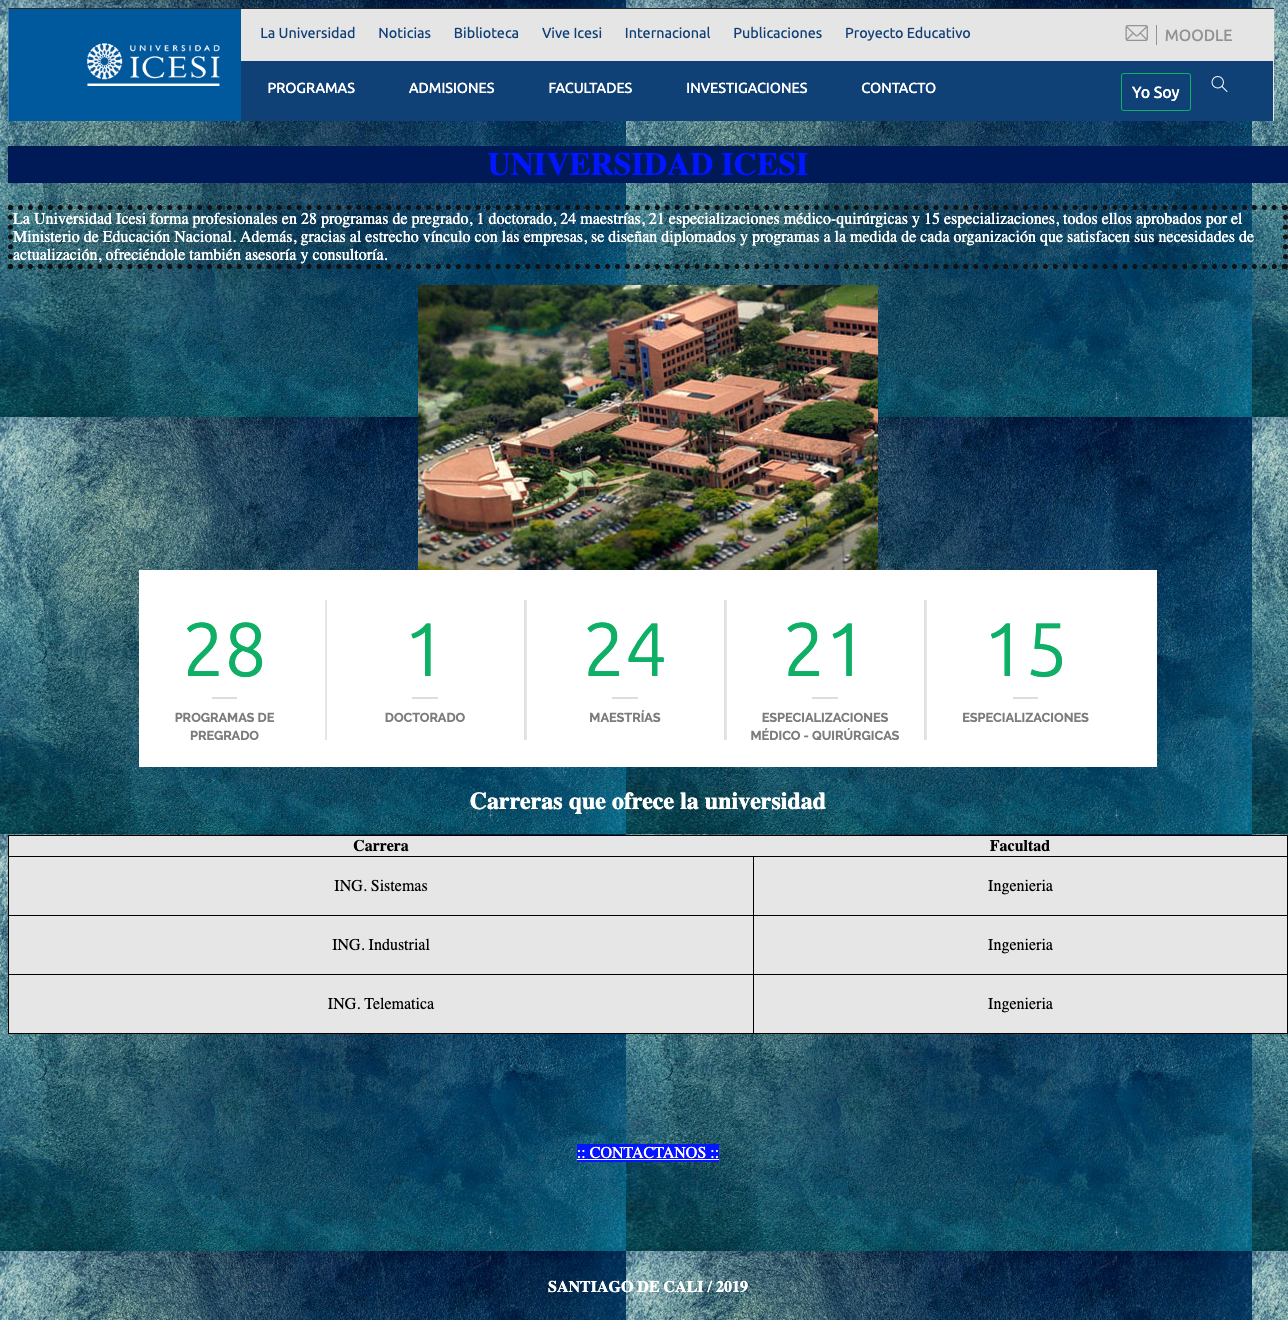 UNIVERSIDAD
ICESI
La Universidad Noticias Biblioteca Vive Icesi Internacional Publicaciones Proyecto Educativo
MOODLE
PROGRAMAS ADMISIONES FACULTADES INVESTIGACIONES CONTACTO
Yo Soy
UNIVERSIDAD ICESI
La Universidad Icesi forma profesionales en 28 programas de pregrado, 1 doctorado, 24 maestrías, 21 especializaciones médico-quirúrgicas y 15 especializaciones, todos ellos aprobados por el
Ministerio de Educación Nacional. Además, gracias al estrecho vínculo con las empresas, se diseñan diplomados y programas a la medida de cada organización que satisfacen sus necesidades de
actualización, ofreciéndole también asesoría y consultoría.
28 1 24 21 15
PROGRAMAS DE DOCTORADO MAESTRÍAS ESPECIALIZACIONES ESPECIALIZACIONES
PREGRADO MÉDICO - QUIRÚRGICAS
Carreras que ofrece la universidad
Carrera Facultad
ING. Sistemas Ingenieria
ING. Industrial Ingenieria
ING. Telematica Ingenieria
:: CONTACTANOS ::
SANTIAGO DE CALI / 2019